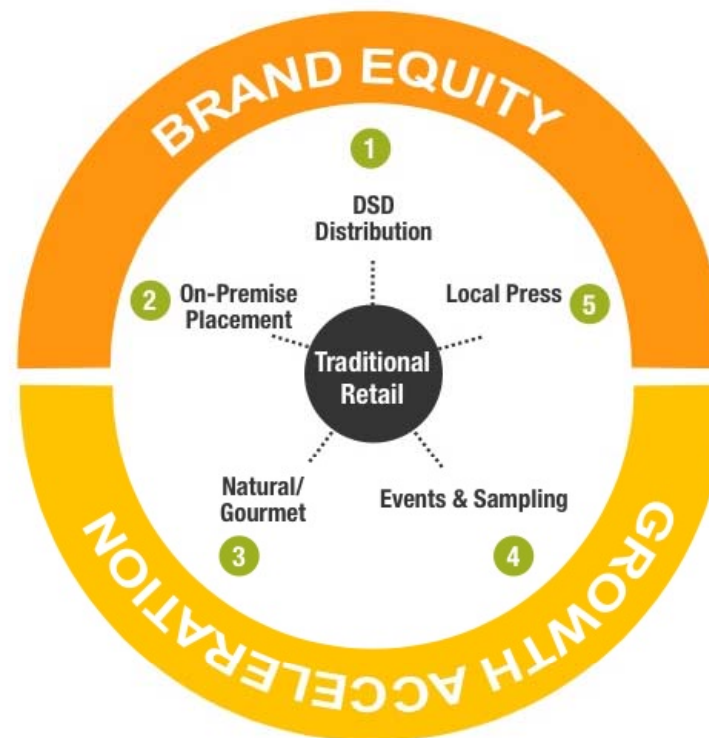 BRAND EQUITY
1
DSD
Distribution
2
On-Premise
Placement
Local Press
5
Traditional
Retail
Natural/
Gourmet
3
Events & Sampling
4
GROWTH ACCELERATION